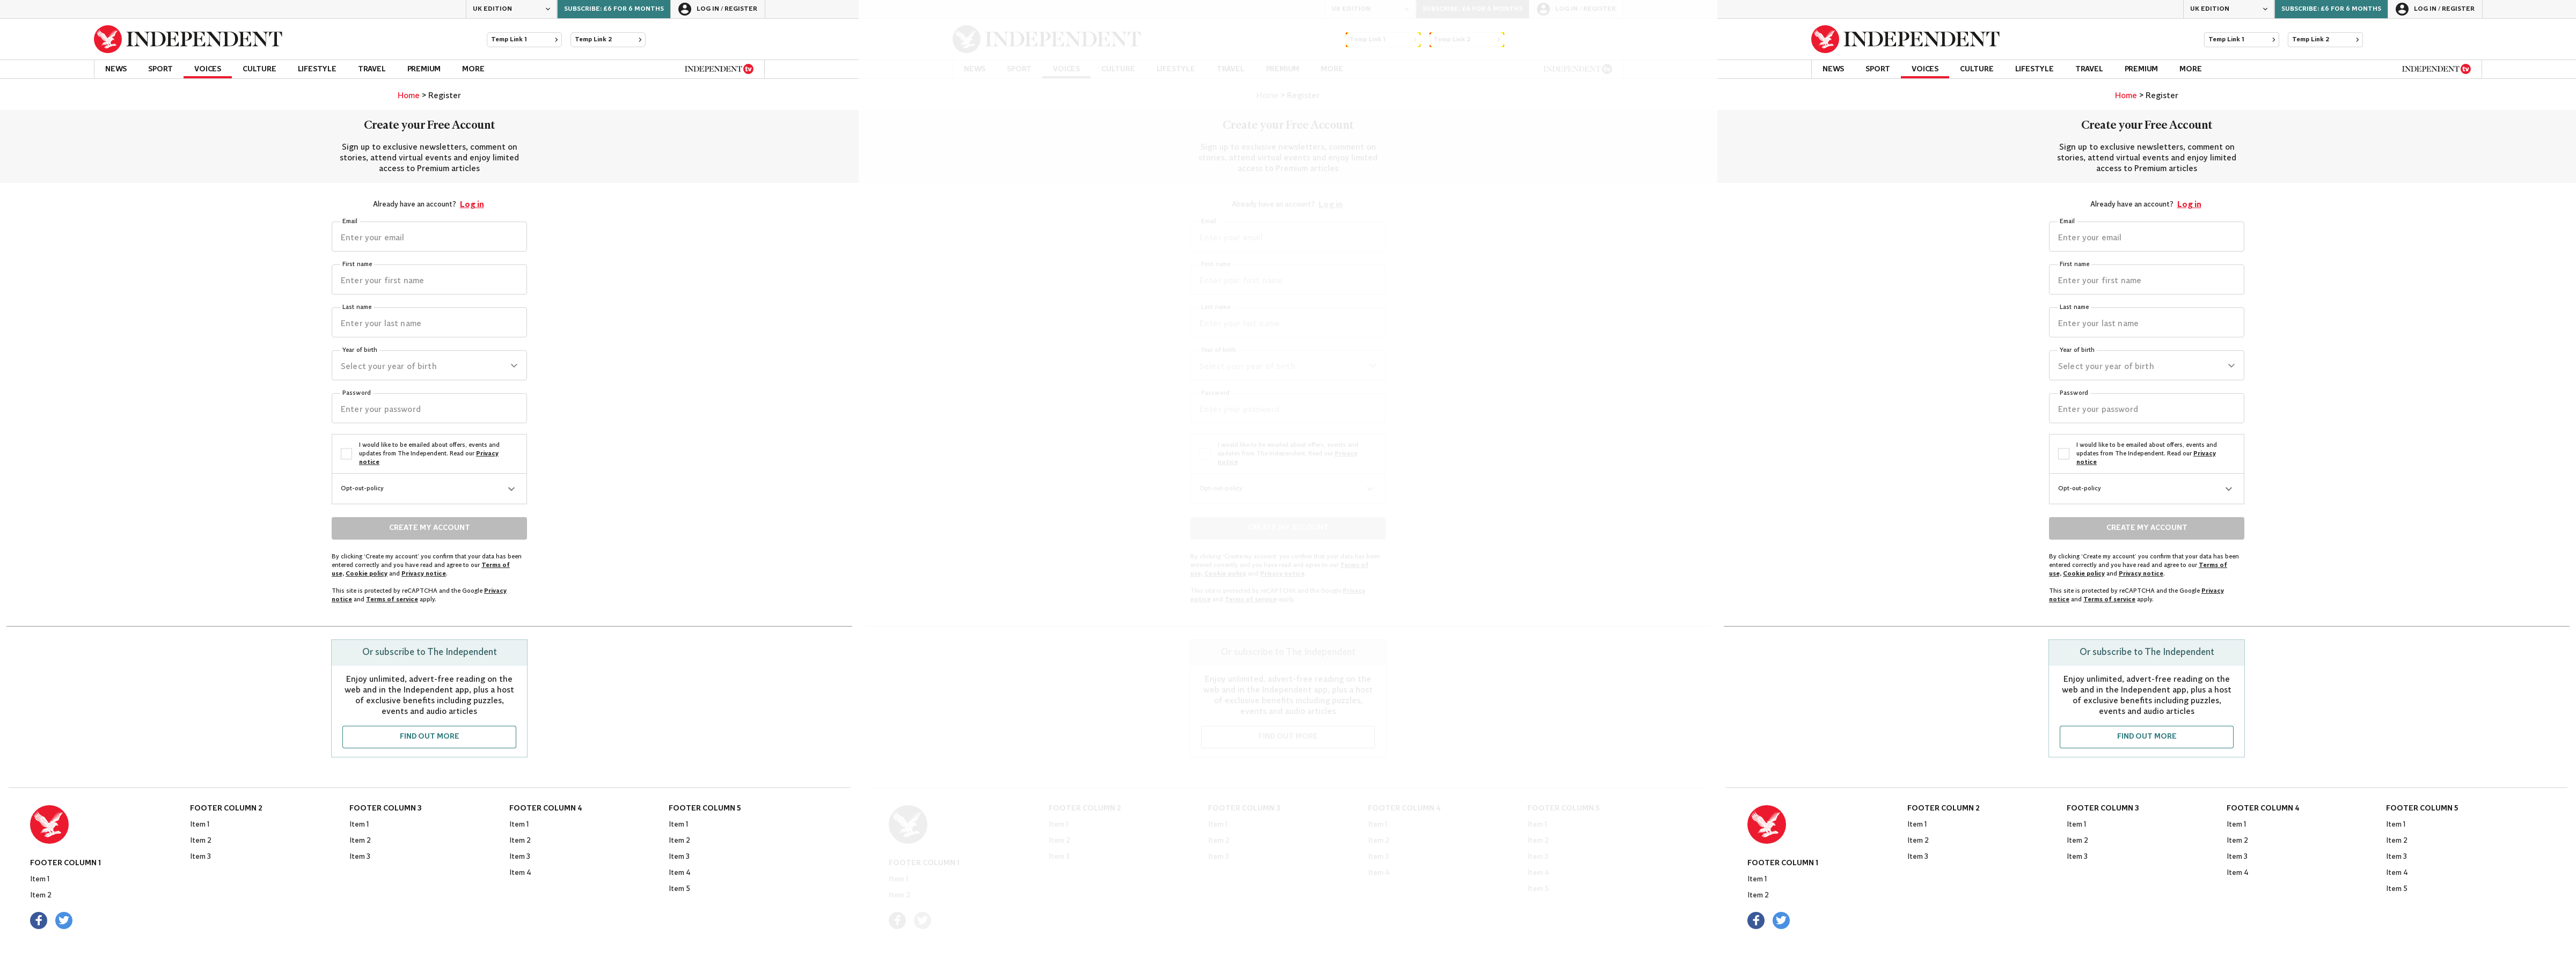 UK EDITION
SUBSCRIBE: £6 FOR 6 MONTHS
LOG IN / REGISTER
INDEPENDENT
Temp Link 1
Temp Link 2
NEWS SPORT VOICES CULTURE LIFESTYLE TRAVEL PREMIUM MORE
INDEPENDENT tv
Home > Register
Create your Free Account
Sign up to exclusive newsletters, comment on
stories, attend virtual events and enjoy limited
access to Premium articles
Already have an account? Log in
Email
Enter your email
First name
Enter your first name
Last name
Enter your last name
Year of birth
Select your year of birth
Password
Enter your password
I would like to be emailed about offers, events and
updates from The Independent. Read our Privacy
notice
Opt-out-policy
CREATE MY ACCOUNT
By clicking ‘Create my account’ you confirm that your data has been
entered correctly and you have read and agree to our Terms of
use, Cookie policy and Privacy notice.
This site is protected by reCAPTCHA and the Google Privacy
notice and Terms of service apply.
Or subscribe to The Independent
Enjoy unlimited, advert-free reading on the
web and in the Independent app, plus a host
of exclusive benefits including puzzles,
events and audio articles
FIND OUT MORE
FOOTER COLUMN 1
Item 1
Item 2
FOOTER COLUMN 2
Item 1
Item 2
Item 3
FOOTER COLUMN 3
Item 1
Item 2
Item 3
FOOTER COLUMN 4
Item 1
Item 2
Item 3
Item 4
FOOTER COLUMN 5
Item 1
Item 2
Item 3
Item 4
Item 5
UK EDITION
SUBSCRIBE: £6 FOR 6 MONTHS
LOG IN / REGISTER
INDEPENDENT
Temp Link 1
Temp Link 2
NEWS SPORT VOICES CULTURE LIFESTYLE TRAVEL PREMIUM MORE
INDEPENDENT tv
Home > Register
Create your Free Account
Sign up to exclusive newsletters, comment on
stories, attend virtual events and enjoy limited
access to Premium articles
Already have an account? Log in
Email
Enter your email
First name
Enter your first name
Last name
Enter your last name
Year of birth
Select your year of birth
Password
Enter your password
I would like to be emailed about offers, events and
updates from The Independent. Read our Privacy
notice
Opt-out-policy
By clicking ‘Create my account’ you confirm that your data has been
entered correctly and you have read and agree to our Terms of
use, Cookie policy and Privacy notice.
This site is protected by reCAPTCHA and the Google Privacy
notice and Terms of service apply.
Or subscribe to The Independent
Enjoy unlimited, advert-free reading on the
web and in the Independent app, plus a host
of exclusive benefits including puzzles,
events and audio articles
FIND OUT MORE
FOOTER COLUMN 1
Item 1
Item 2
FOOTER COLUMN 2
Item 1
Item 2
Item 3
FOOTER COLUMN 3
Item 1
Item 2
Item 3
FOOTER COLUMN 4
Item 1
Item 2
Item 3
Item 4
FOOTER COLUMN 5
Item 1
Item 2
Item 3
Item 4
Item 5
UK EDITION
SUBSCRIBE: £6 FOR 6 MONTHS
LOG IN / REGISTER
INDEPENDENT
Temp Link 1
Temp Link 2
NEWS SPORT VOICES CULTURE LIFESTYLE TRAVEL PREMIUM MORE
INDEPENDENT tv
Home > Register
Create your Free Account
Sign up to exclusive newsletters, comment on
stories, attend virtual events and enjoy limited
access to Premium articles
Already have an account? Log in
Email
Enter your email
First name
Enter your first name
Last name
Enter your last name
Year of birth
Select your year of birth
Password
Enter your password
I would like to be emailed about offers, events and
updates from The Independent. Read our Privacy
notice
Opt-out-policy
CREATE MY ACCOUNT
By clicking ‘Create my account’ you confirm that your data has been
entered correctly and you have read and agree to our Terms of
use, Cookie policy and Privacy notice.
This site is protected by reCAPTCHA and the Google Privacy
notice and Terms of service apply.
Or subscribe to The Independent
Enjoy unlimited, advert-free reading on the
web and in the Independent app, plus a host
of exclusive benefits including puzzles,
events and audio articles
FIND OUT MORE
FOOTER COLUMN 1
Item 1
Item 2
FOOTER COLUMN 2
Item 1
Item 2
Item 3
FOOTER COLUMN 3
Item 1
Item 2
Item 3
FOOTER COLUMN 4
Item 1
Item 2
Item 3
Item 4
FOOTER COLUMN 5
Item 1
Item 2
Item 3
Item 4
Item 5